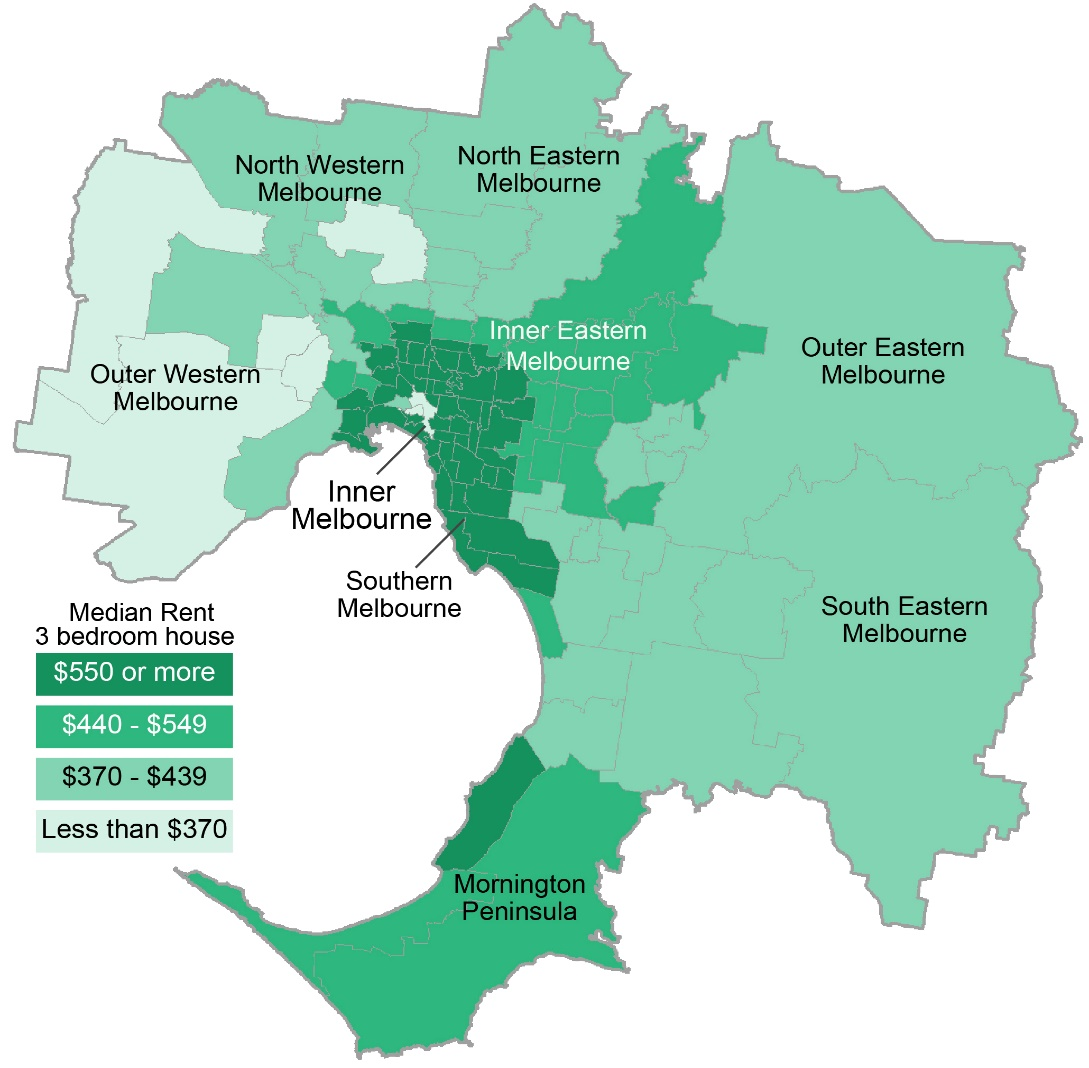 North Western
Melbourne
North Eastern
Melbourne
Inner Eastern
Melbourne
Outer Eastern
Melbourne
Outer Western
Melbourne
Inner
Melbourne
Southern
Melbourne
South Eastern
Melbourne
Median Rent
3 bedroom house
$550 or more
$440 - $549
$370 - $439
Less than $370
Mornington
Peninsula